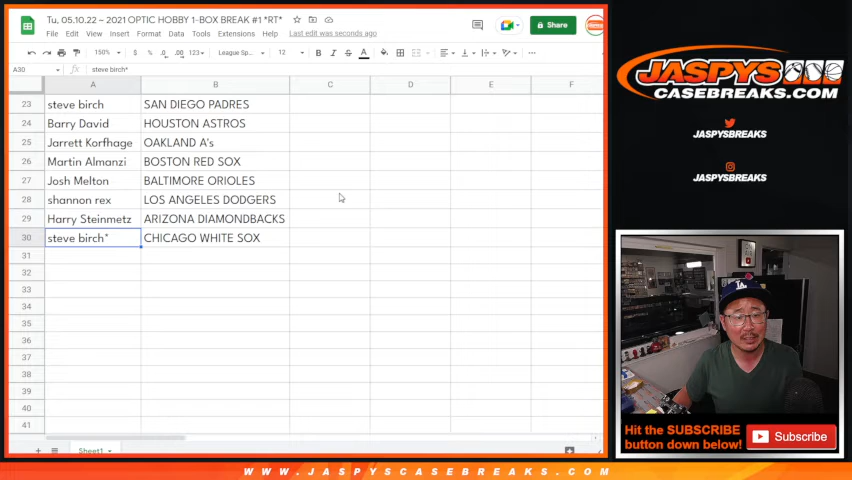 Tu, 05.10.22 – 2021 OPTIC HOBBY 1-BOX BREAK #1 *RT*
File Edit View Insert Format Data Tools Extensions Help Last edit was seconds ago
Share
150% $ % .0 .00 123 League Sp... 12 B I S A
A30 steve birch*
A B C D E F
23 steve birch SAN DIEGO PADRES
24 Barry David HOUSTON ASTROS
25 Jarrett Korfhage OAKLAND A's
26 Martin Almanzi BOSTON RED SOX
27 Josh Melton BALTIMORE ORIOLES
28 shannon rex LOS ANGELES DODGERS
29 Harry Steinmetz ARIZONA DIAMONDBACKS
30 steve birch* CHICAGO WHITE SOX
31
32
33
34
35
36
37
38
39
40
41
Sheet1
JASPYS
CASEBREAKS.COM
JASPYSBREAKS
JASPYSBREAKS
LA
Hit the SUBSCRIBE
button down below!
Subscribe
WWW.JASPYSCASEBREAKS.COM